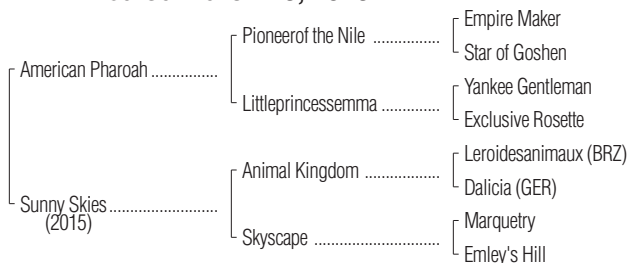 Empire Maker
Pioneerof the Nile ................
Star of Goshen
American Pharoah ................
Yankee Gentleman
Littleprincessemma ..............
Exclusive Rosette
Leroidesanimaux (BRZ)
Animal Kingdom ..................
Dalicia (GER)
Sunny Skies ..........................
(2015)
Marquetry
Skyscape ..............................
Emley's Hill